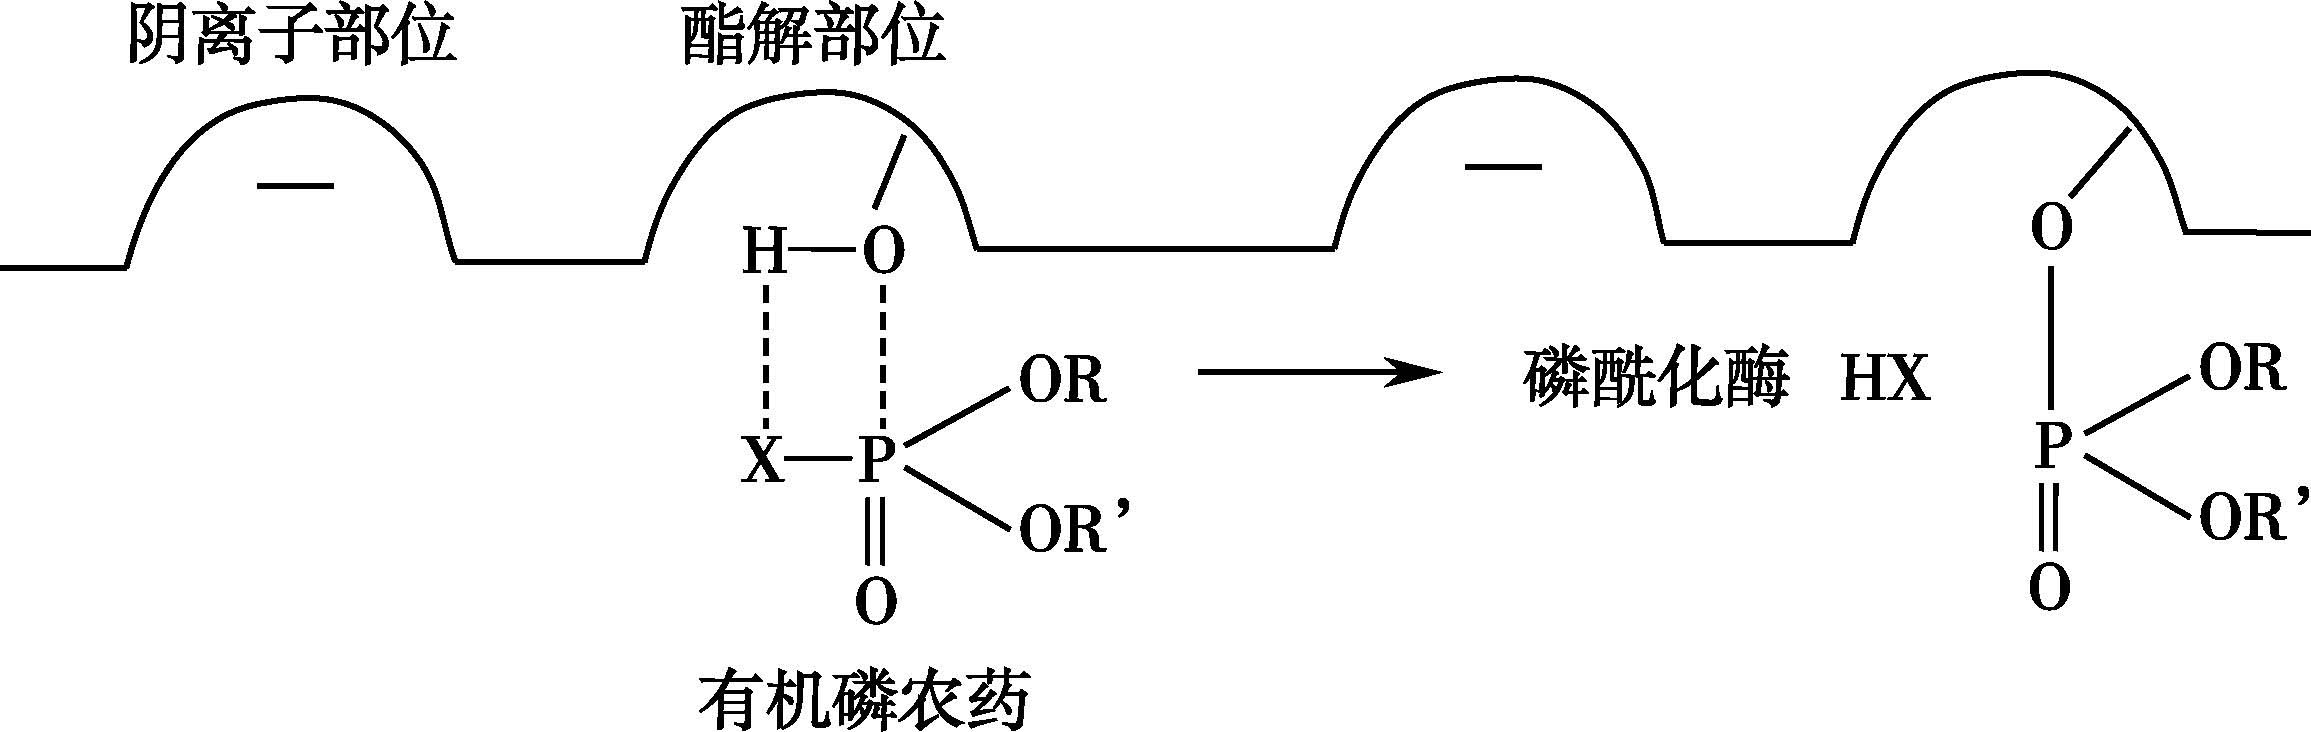 阴离子部位 酯解部位
— —
H—O O
OR 磷酰化酶 HX OR
X—P P
OR’ OR’
O O
有机磷农药